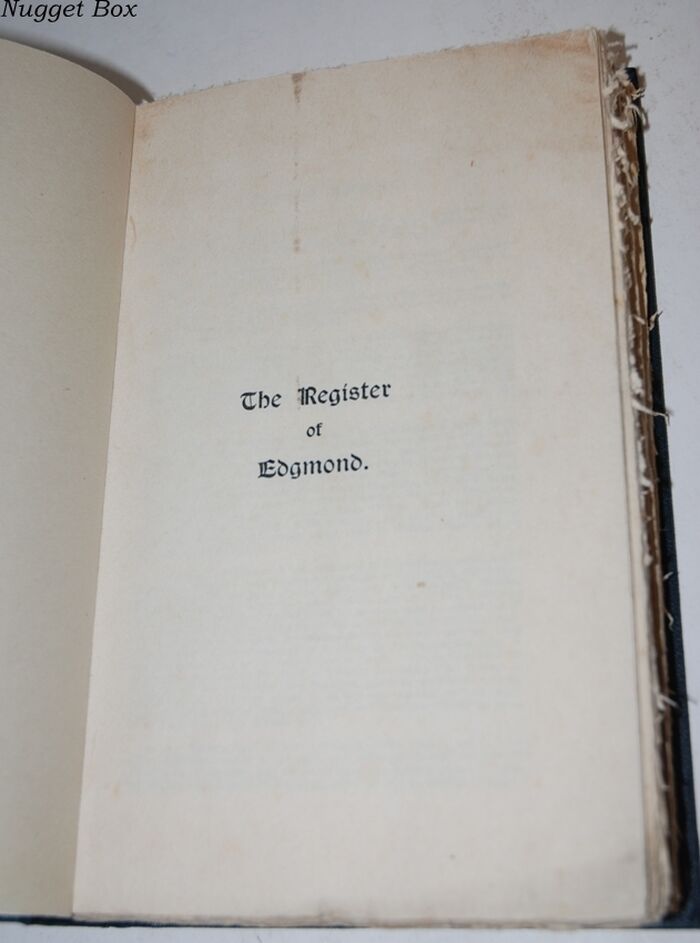 Nugget Box
The Register
of
Edgmond.